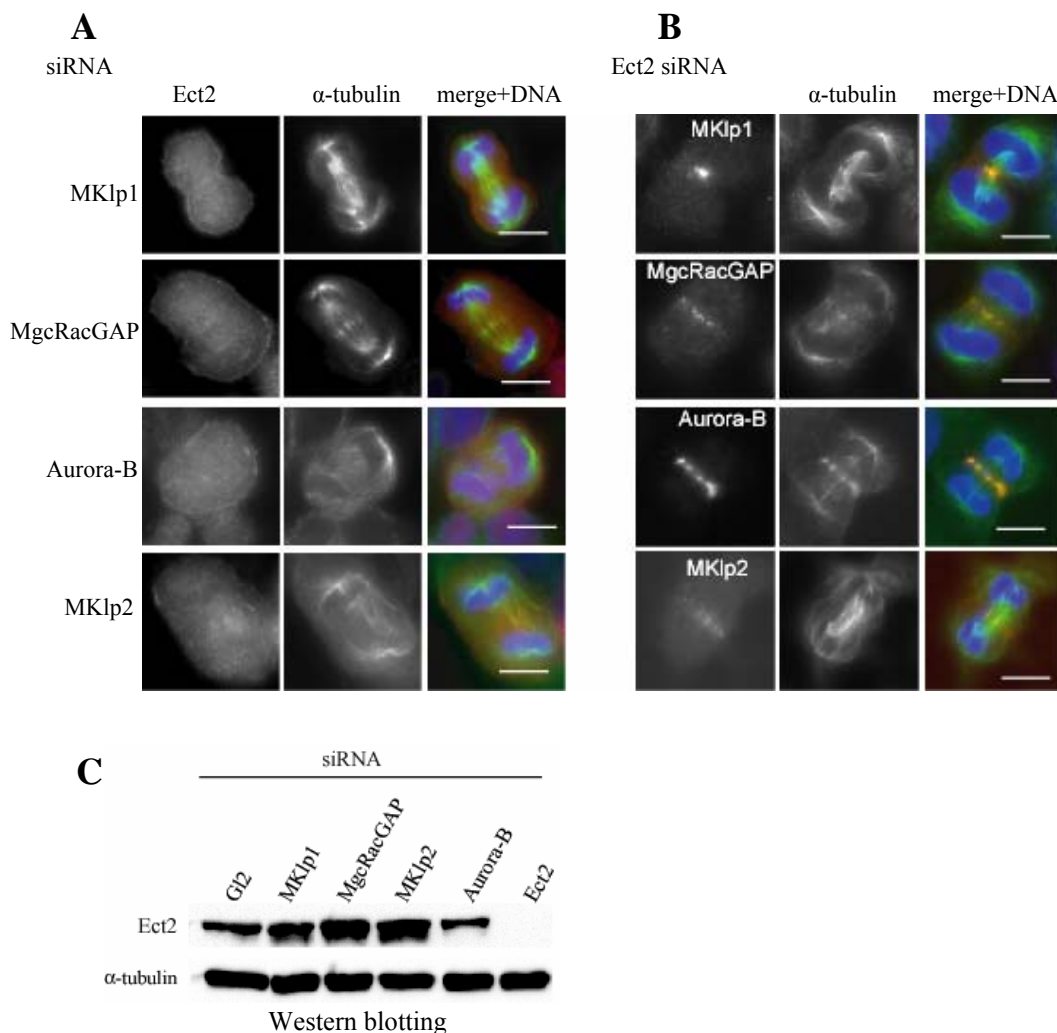 A
siRNA
Ect2 α-tubulin merge+DNA
MKlp1
MgcRacGAP
Aurora-B
MKlp2
B
Ect2 siRNA
α-tubulin merge+DNA
MKlp1
MgcRacGAP
Aurora-B
MKlp2
C
siRNA
Gl2 MKlp1 MgcRacGAP MKlp2 Aurora-B Ect2
Ect2
α-tubulin
Western blotting